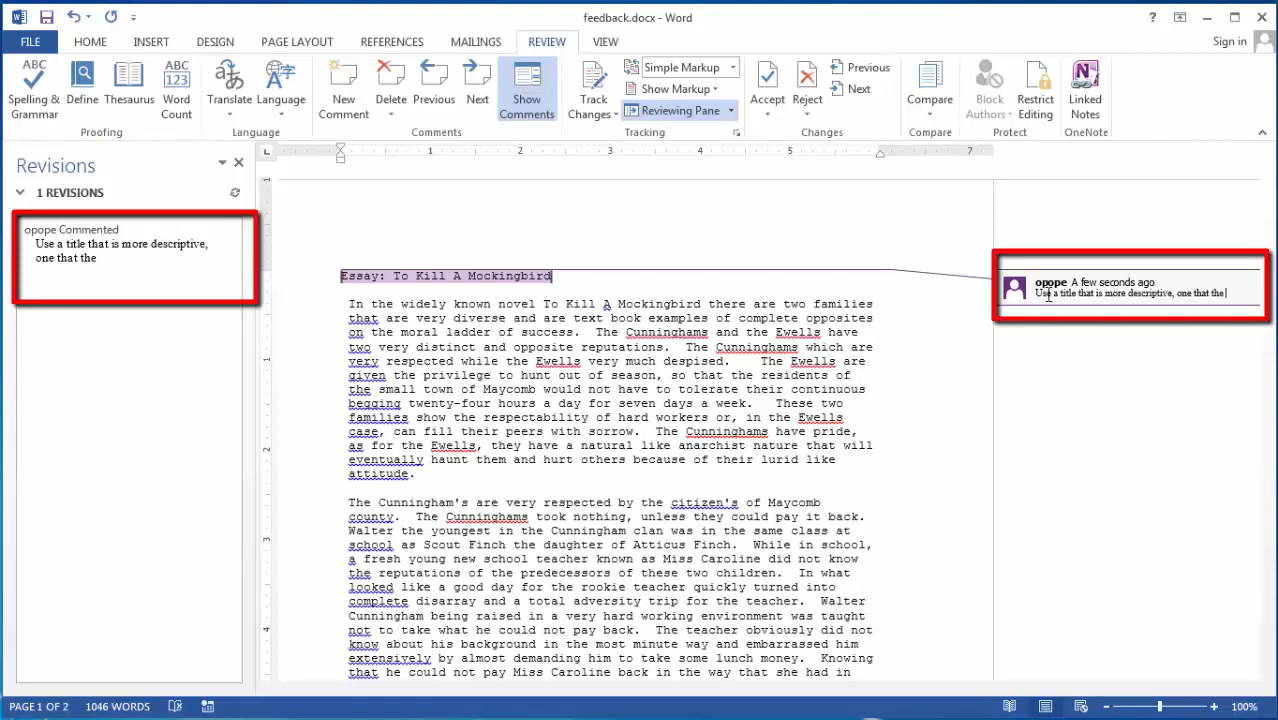 feedback.docx - Word
?
FILE HOME INSERT DESIGN PAGE LAYOUT REFERENCES MAILINGS REVIEW VIEW Sign in
ABC Spelling & Grammar
Define
Thesaurus
ABC 123 Word Count
Proofing
Translate
Language
Language
New Comment
Delete
Previous
Next
Show Comments
Comments
Track Changes
Simple Markup
Show Markup
Reviewing Pane
Tracking
Accept
Reject
Previous
Next
Changes
Compare
Compare
Block Authors
Restrict Editing
Protect
Linked Notes
OneNote
Revisions
1 REVISIONS
opope Commented
Use a title that is more descriptive,
one that the
1 2 3 4 5 7
1
1
2
3
4
Essay: To Kill A Mockingbird
In the widely known novel To Kill A Mockingbird there are two families
that are very diverse and are text book examples of complete opposites
on the moral ladder of success. The Cunninghams and the Ewells have
two very distinct and opposite reputations. The Cunninghams which are
very respected while the Ewells very much despised. The Ewells are
given the privilege to hunt out of season, so that the residents of
the small town of Maycomb would not have to tolerate their continuous
begging twenty-four hours a day for seven days a week. These two
families show the respectability of hard workers or, in the Ewells
case, can fill their peers with sorrow. The Cunninghams have pride,
as for the Ewells, they have a natural like anarchist nature that will
eventually haunt them and hurt others because of their lurid like
attitude.
The Cunningham's are very respected by the citizen's of Maycomb
county. The Cunninghams took nothing, unless they could pay it back.
Walter the youngest in the Cunningham clan was in the same class at
school as Scout Finch the daughter of Atticus Finch. While in school,
a fresh young new school teacher known as Miss Caroline did not know
the reputations of the predecessors of these two children. In what
looked like a good day for the rookie teacher quickly turned into
complete disarray and a total adversity trip for the teacher. Walter
Cunningham being raised in a very hard working environment was taught
not to take what he could not pay back. The teacher obviously did not
know about his background in the most minute way and embarrassed him
extensively by almost demanding him to take some lunch money. Knowing
that he could not pay Miss Caroline back in the way that she had in
opope A few seconds ago
Use a title that is more descriptive, one that the
PAGE 1 OF 2 1046 WORDS 100%